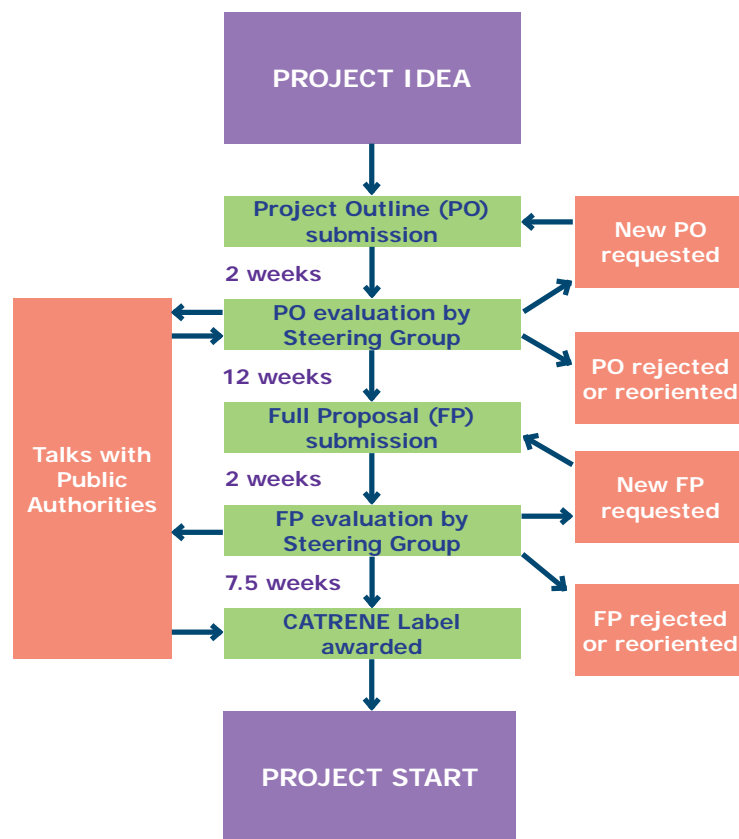 PROJECT IDEA
Project Outline (PO)
submission
New PO
requested
2 weeks
PO evaluation by
Steering Group
PO rejected
or reoriented
12 weeks
Full Proposal (FP)
submission
Talks with
Public
Authorities
2 weeks
New FP
requested
FP evaluation by
Steering Group
7.5 weeks
FP rejected
or reoriented
CATRENE Label
awarded
PROJECT START